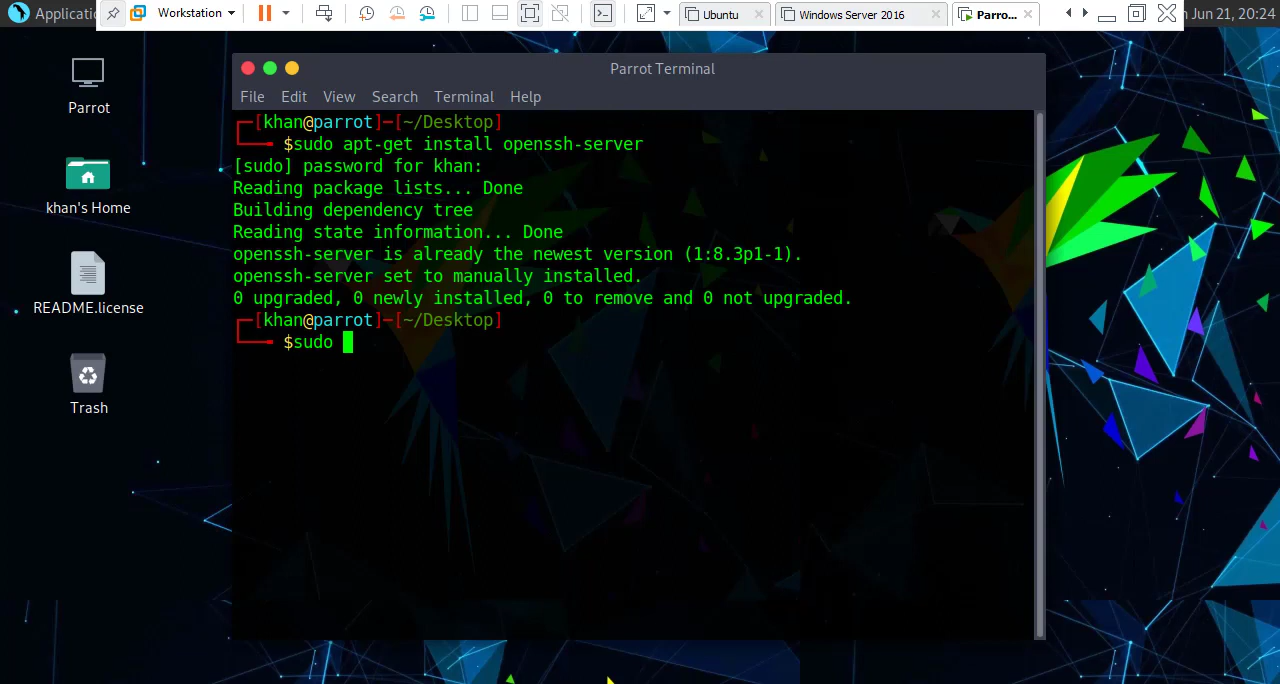 Applicati
Workstation
Ubuntu
Windows Server 2016
Parro...
Jun 21, 20:24
Parrot
khan's Home
README.license
Trash
Parrot Terminal
File Edit View Search Terminal Help
┌─[khan@parrot]─[~/Desktop]
└──╼ $sudo apt-get install openssh-server
[sudo] password for khan:
Reading package lists... Done
Building dependency tree
Reading state information... Done
openssh-server is already the newest version (1:8.3p1-1).
openssh-server set to manually installed.
0 upgraded, 0 newly installed, 0 to remove and 0 not upgraded.
┌─[khan@parrot]─[~/Desktop]
└──╼ $sudo